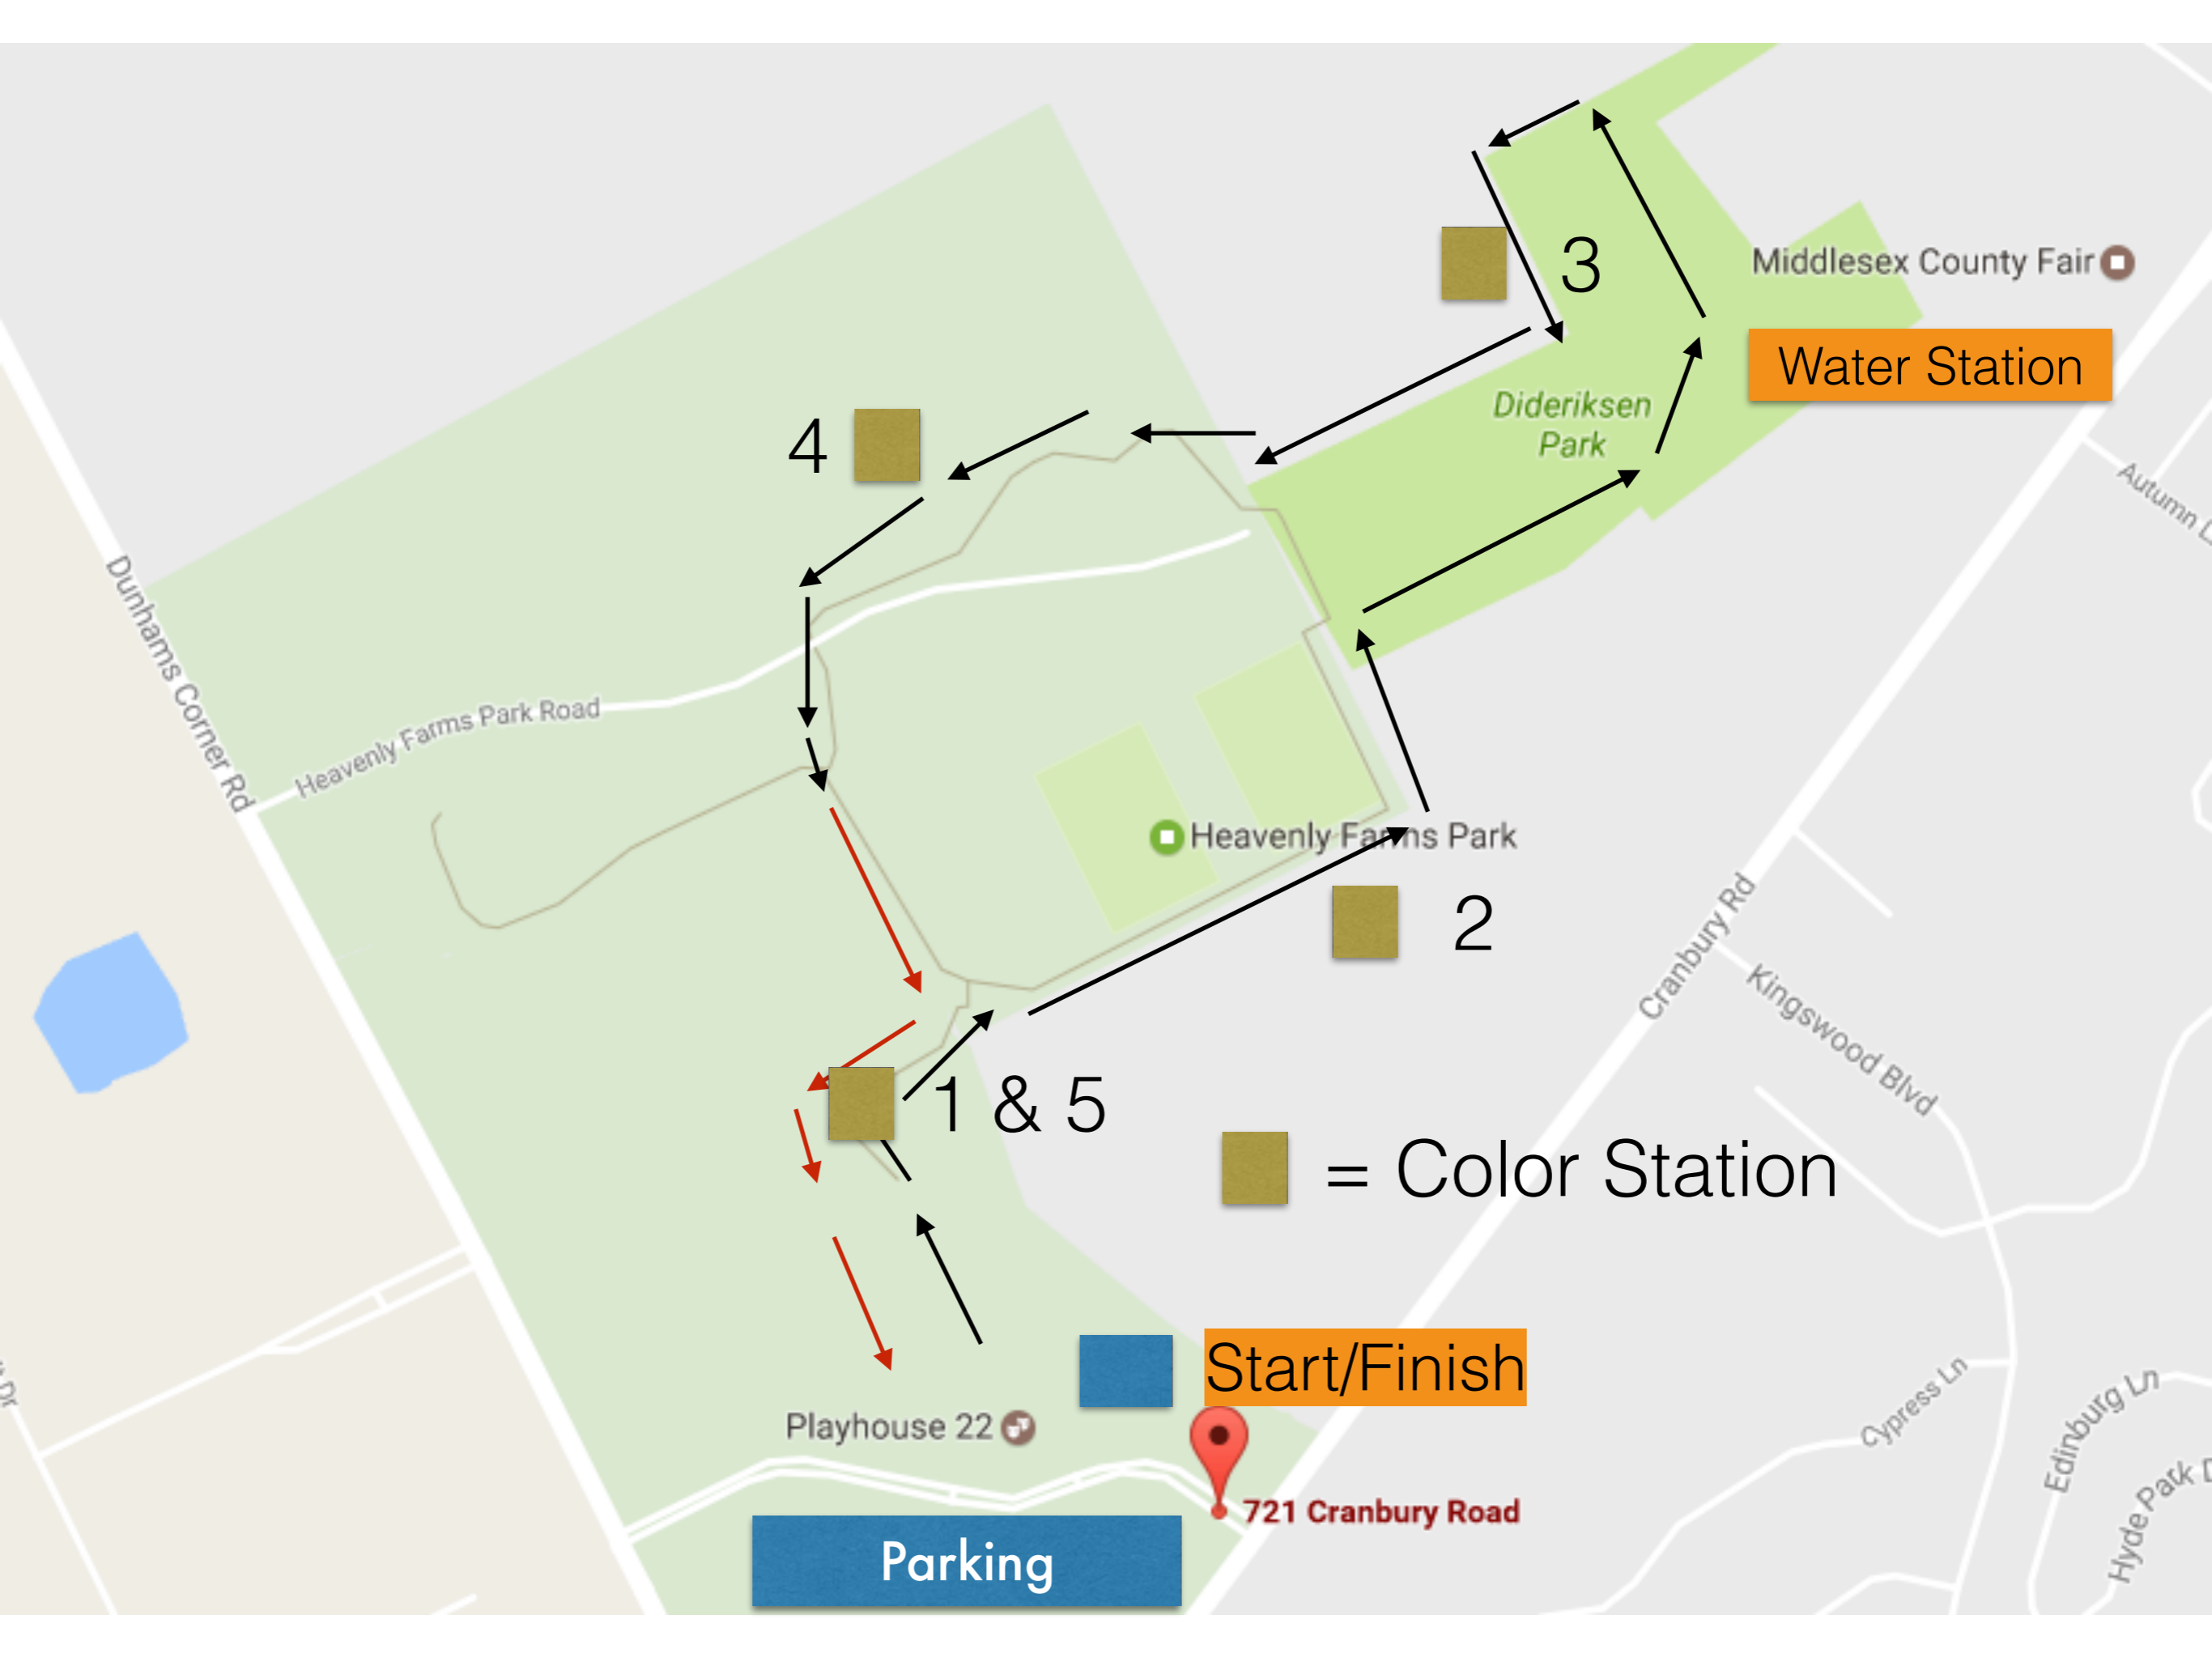 3
Middlesex County Fair
Water Station
Dideriksen
Park
4
Autumn
Dunhams Corner Rd
Heavenly Farms Park Road
Heavenly Farms Park
2
Cranbury Rd
Kingswood Blvd
1 & 5
= Color Station
Start/Finish
Cypress Ln
Edinburg Ln
Hyde Park
Playhouse 22
721 Cranbury Road
Parking
Dr